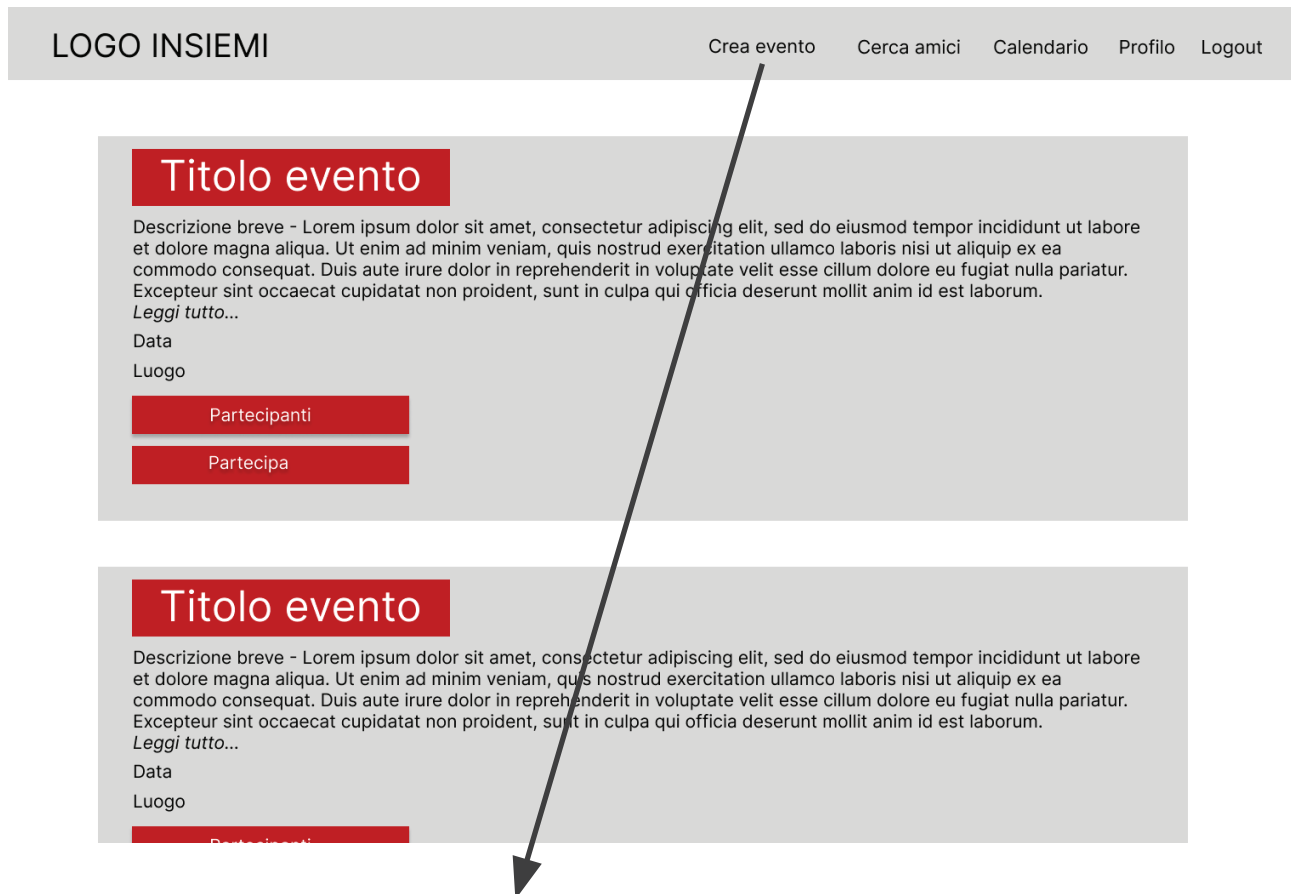 LOGO INSIEMI
Crea evento Cerca amici Calendario Profilo Logout
Titolo evento
Descrizione breve - Lorem ipsum dolor sit amet, consectetur adipiscing elit, sed do eiusmod tempor incididunt ut labore
et dolore magna aliqua. Ut enim ad minim veniam, quis nostrud exercitation ullamco laboris nisi ut aliquip ex ea
commodo consequat. Duis aute irure dolor in reprehenderit in voluptate velit esse cillum dolore eu fugiat nulla pariatur.
Excepteur sint occaecat cupidatat non proident, sunt in culpa qui officia deserunt mollit anim id est laborum.
Leggi tutto...
Data
Luogo
Partecipanti
Partecipa
Titolo evento
Descrizione breve - Lorem ipsum dolor sit amet, consectetur adipiscing elit, sed do eiusmod tempor incididunt ut labore
et dolore magna aliqua. Ut enim ad minim veniam, quis nostrud exercitation ullamco laboris nisi ut aliquip ex ea
commodo consequat. Duis aute irure dolor in reprehenderit in voluptate velit esse cillum dolore eu fugiat nulla pariatur.
Excepteur sint occaecat cupidatat non proident, sunt in culpa qui officia deserunt mollit anim id est laborum.
Leggi tutto...
Data
Luogo
Partecipanti